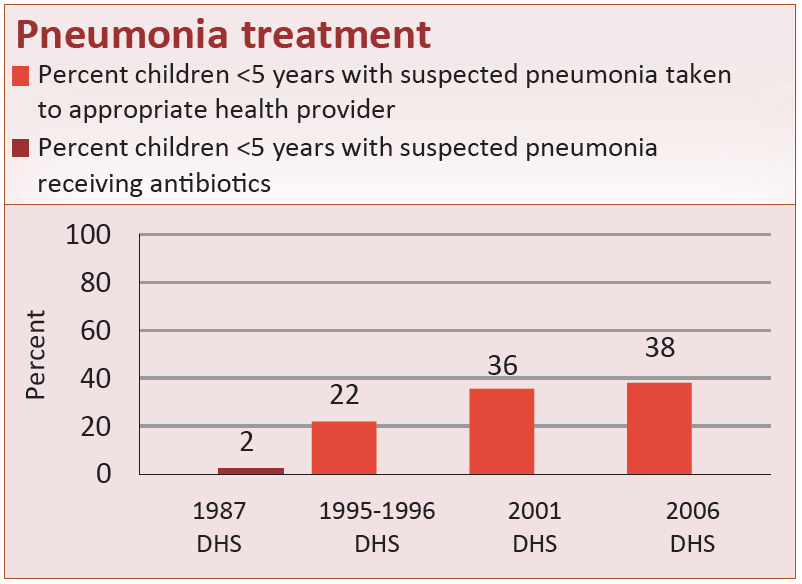 Pneumonia treatment
Percent children <5 years with suspected pneumonia taken
to appropriate health provider
Percent children <5 years with suspected pneumonia
receiving antibiotics
Percent
100
80
60
40
20
0
2
22
36
38
1987
DHS
1995-1996
DHS
2001
DHS
2006
DHS